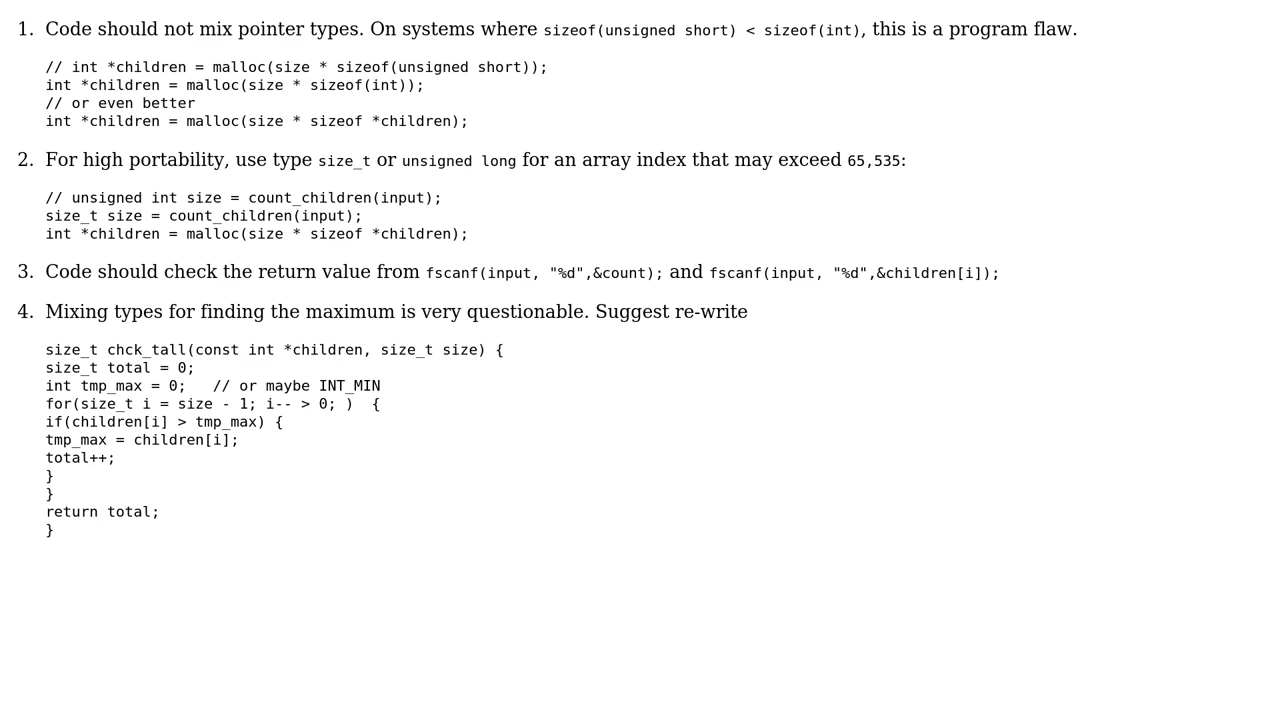 1. Code should not mix pointer types. On systems where sizeof(unsigned short) < sizeof(int), this is a program flaw.
// int *children = malloc(size * sizeof(unsigned short));
int *children = malloc(size * sizeof(int));
// or even better
int *children = malloc(size * sizeof *children);
2. For high portability, use type size_t or unsigned long for an array index that may exceed 65,535:
// unsigned int size = count_children(input);
size_t size = count_children(input);
int *children = malloc(size * sizeof *children);
3. Code should check the return value from fscanf(input, "%d",&count); and fscanf(input, "%d",&children[i]);
4. Mixing types for finding the maximum is very questionable. Suggest re-write
size_t chck_tall(const int *children, size_t size) {
size_t total = 0;
int tmp_max = 0;   // or maybe INT_MIN
for(size_t i = size - 1; i-- > 0; )  {
if(children[i] > tmp_max) {
tmp_max = children[i];
total++;
}
}
return total;
}